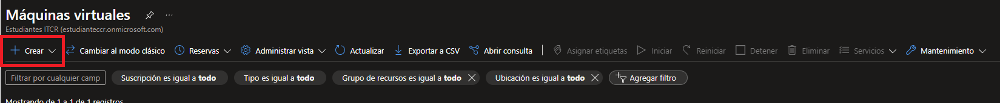 Máquinas virtuales
Estudiantes ITCR (estudianteccr.onmicrosoft.com)
Crear Cambiar al modo clásico Reservas Administrar vista Actualizar Exportar a CSV Abrir consulta Asignar etiquetas Iniciar Reiniciar Detener Eliminar Servicios Mantenimiento
Filtrar por cualquier camp Suscripción es igual a todo Tipo es igual a todo Grupo de recursos es igual a todo Ubicación es igual a todo Agregar filtro
Mostrando de 1 a 1 de 1 registros